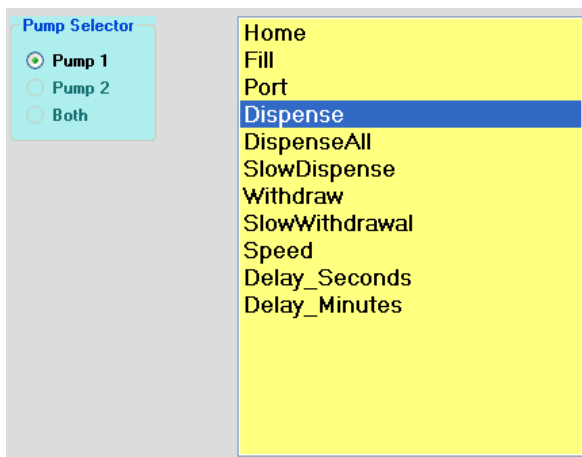 Pump Selector
Pump 1
Pump 2
Both
Home
Fill
Port
Dispense
DispenseAll
SlowDispense
Withdraw
SlowWithdrawal
Speed
Delay_Seconds
Delay_Minutes